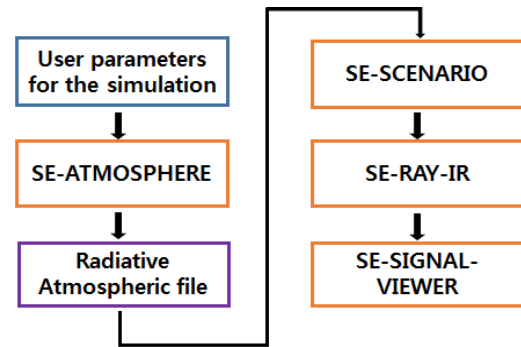 User parameters
for the simulation
SE-ATMOSPHERE
Radiative
Atmospheric file
SE-SCENARIO
SE-RAY-IR
SE-SIGNAL-
VIEWER